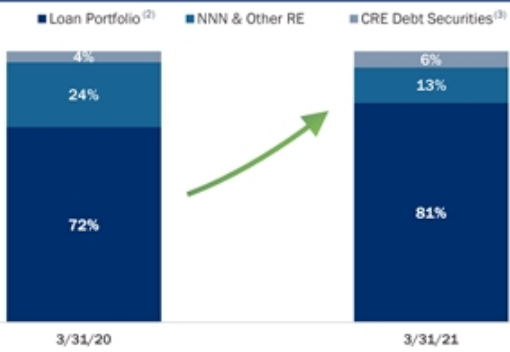 Loan Portfolio (2) NNN & Other RE CRE Debt Securities (3)
4% 6%
24% 13%
72% 81%
3/31/20 3/31/21